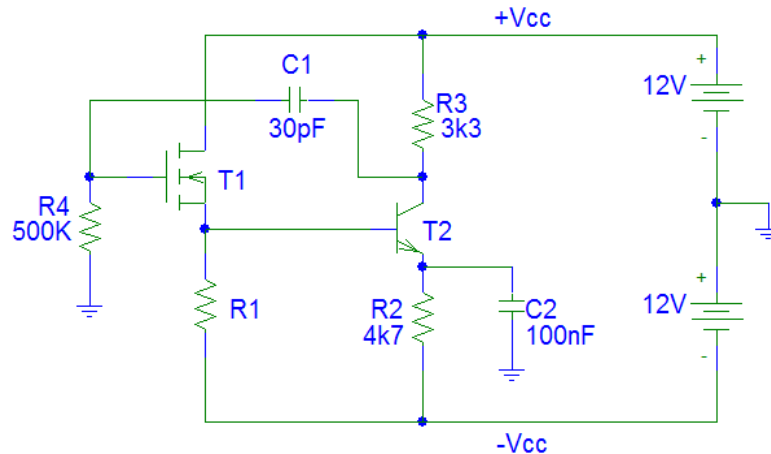 +Vcc
C1
30pF
R3
3k3
12V
+
-
T1
R4
500K
T2
R1
R2
4k7
C2
100nF
12V
+
-
-Vcc